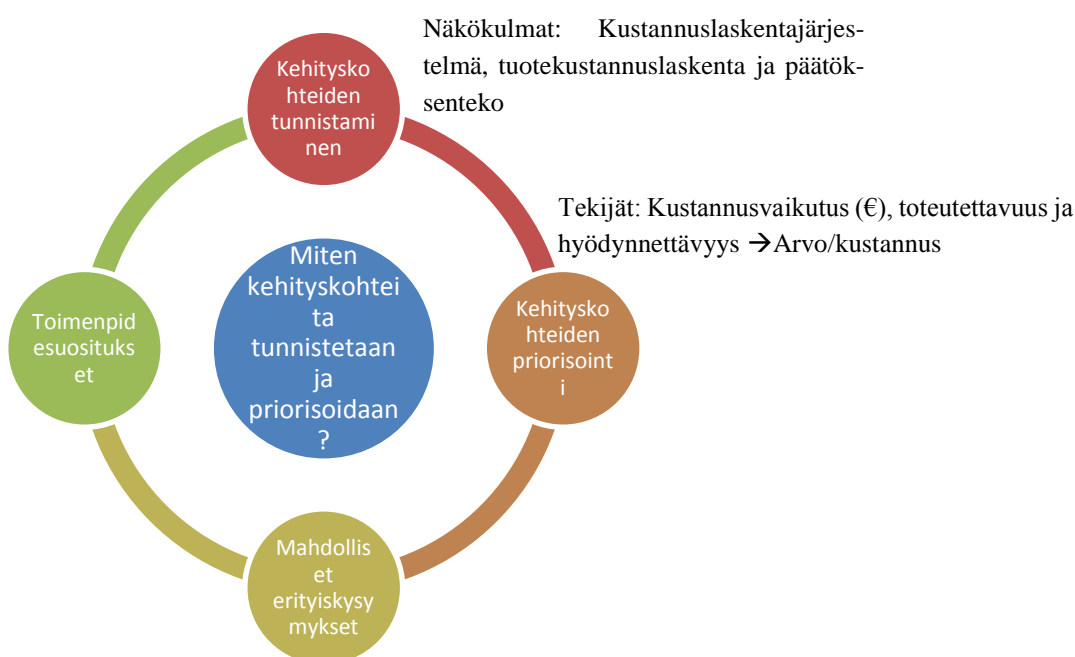 Näkökulmat: Kustannuslaskentajärjes-
telmä, tuotekustannuslaskenta ja päätök-
senteko
Kehitysko
hteiden
tunnistami
nen
Tekijät: Kustannusvaikutus (€), toteutettavuus ja
hyödynnettävyys →Arvo/kustannus
Miten
kehityskohtei
ta
tunnistetaan
ja
priorisoidaan
?
Kehitysko
hteiden
priorisoint
i
Toimenpid
esuosituks
et
Mahdollis
et
erityiskysy
mykset